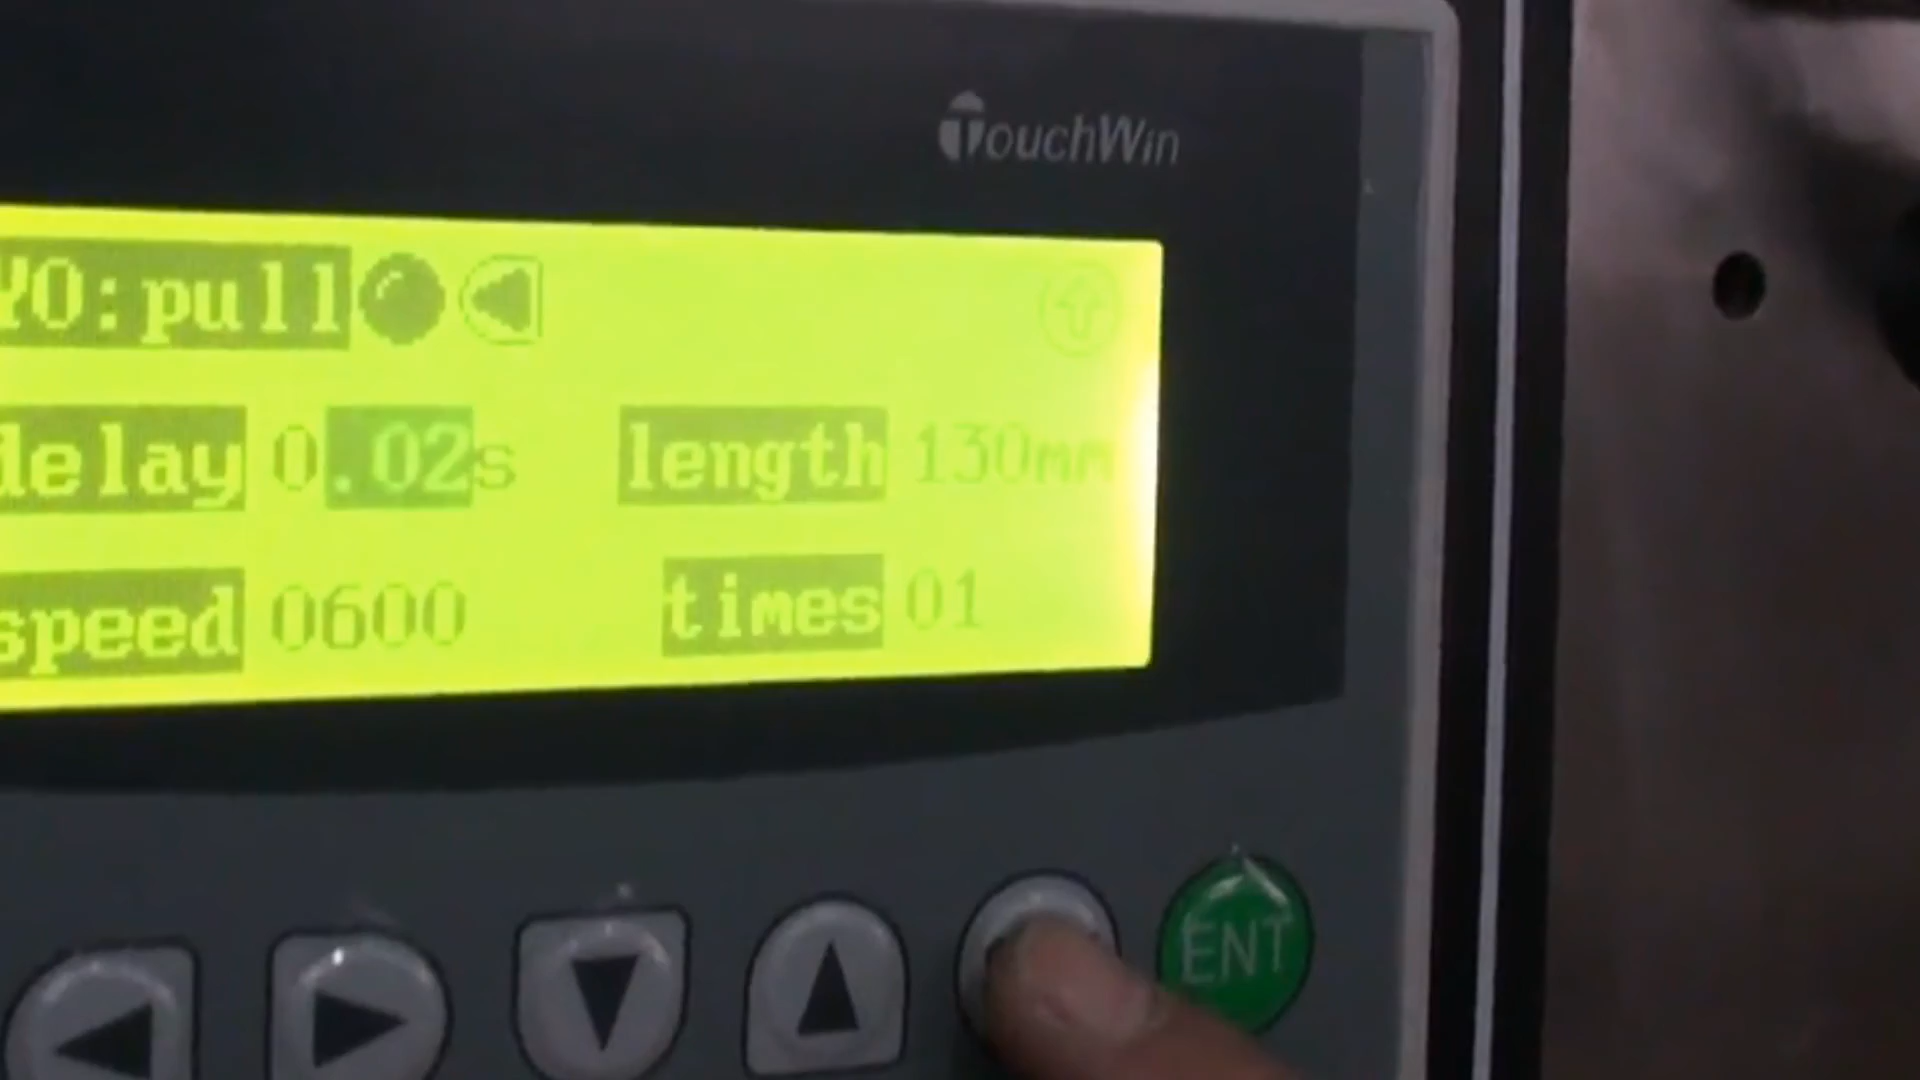 TouchWin
Y0:pull
delay 0.02s length 130mm
speed 0600 times 01
ENT